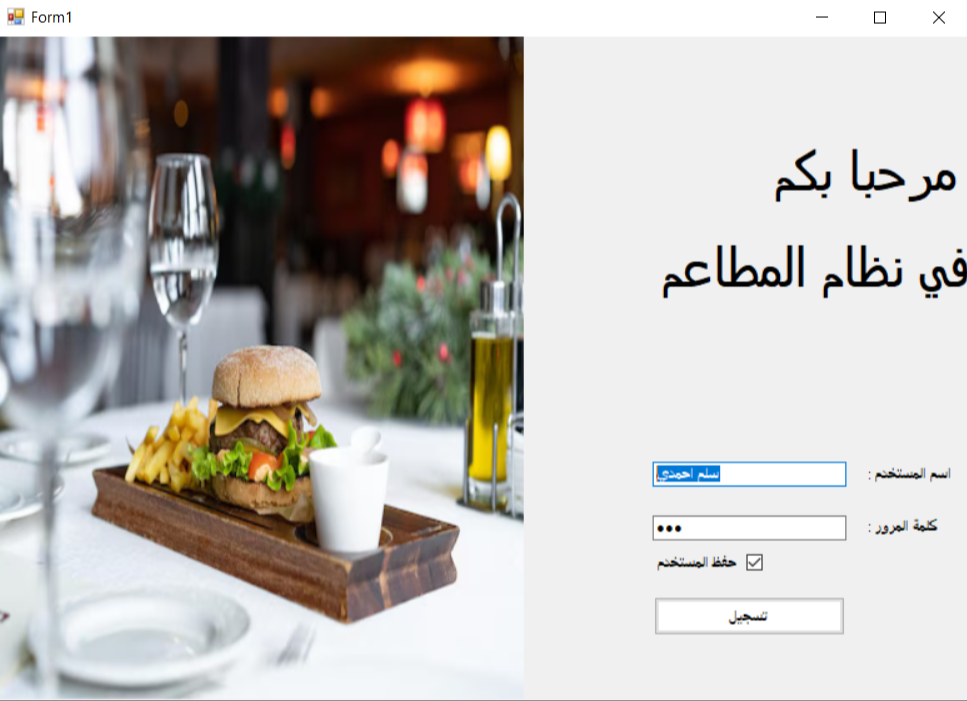 Form1
مرحبا بكم
في نظام المطاعم
اسم المستخدم : سلم احمدي
كلمة المرور : •••
حفظ المستخدم
تسجيل